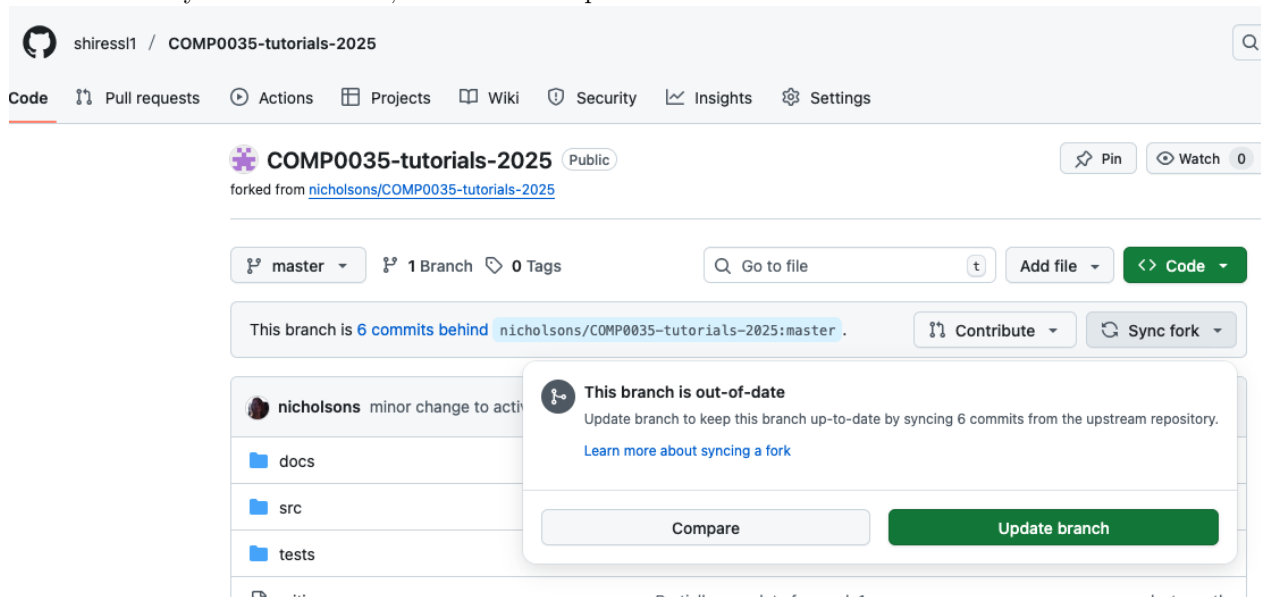 shiressl1 / COMP0035-tutorials-2025
Code Pull requests Actions Projects Wiki Security Insights Settings
COMP0035-tutorials-2025 Public Pin Watch 0
forked from nicholsons/COMP0035-tutorials-2025
master 1 Branch 0 Tags Go to file t Add file <> Code
This branch is 6 commits behind nicholsons/COMP0035-tutorials-2025:master . Contribute Sync fork
This branch is out-of-date
nicholsons minor change to activ
Update branch to keep this branch up-to-date by syncing 6 commits from the upstream repository.
Learn more about syncing a fork
docs
src
Compare Update branch
tests